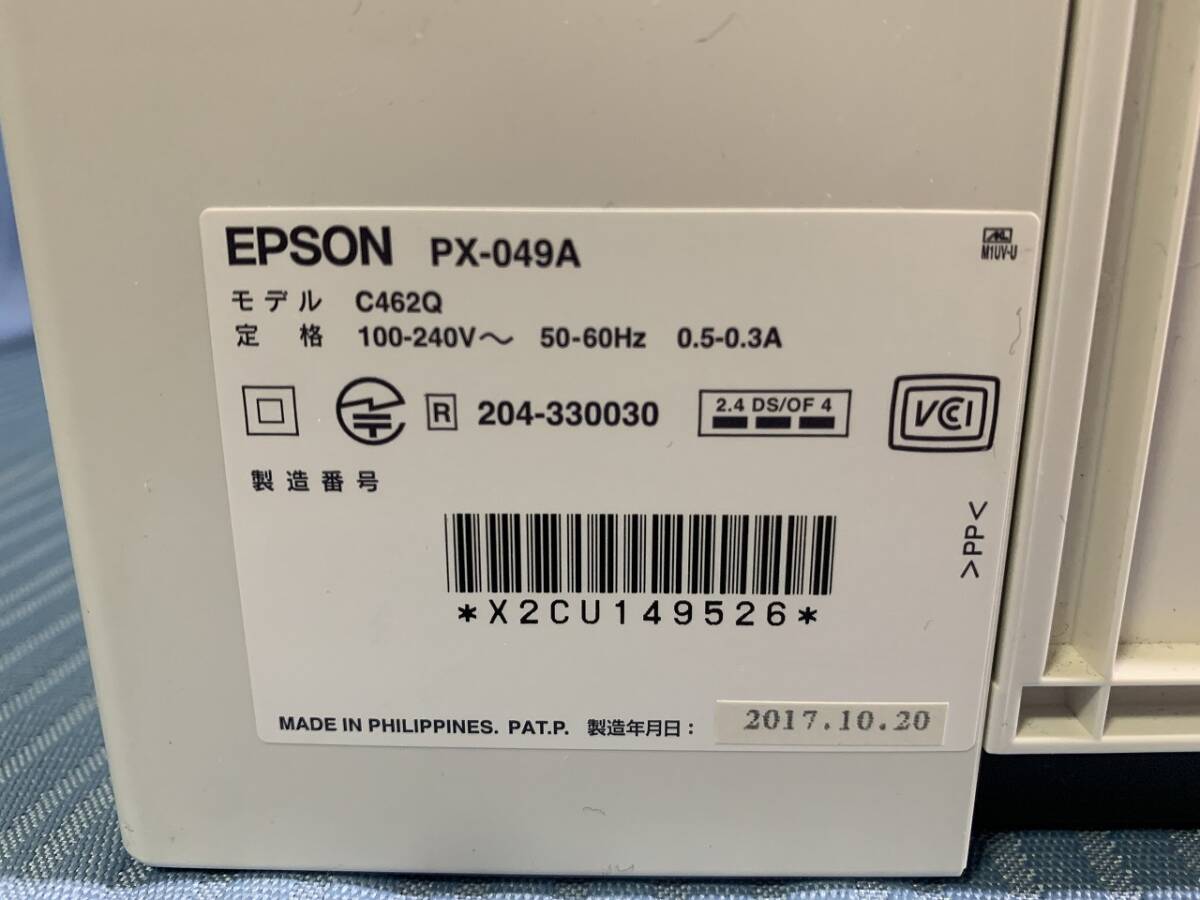 EPSON PX-049A
M1UV-U
モデル C462Q
定格 100-240V～ 50-60Hz 0.5-0.3A
R 204-330030 2.4 DS/OF 4 VCCI
製造番号
>PP<
*X2CU149526*
MADE IN PHILIPPINES. PAT.P. 製造年月日: 2017.10.20